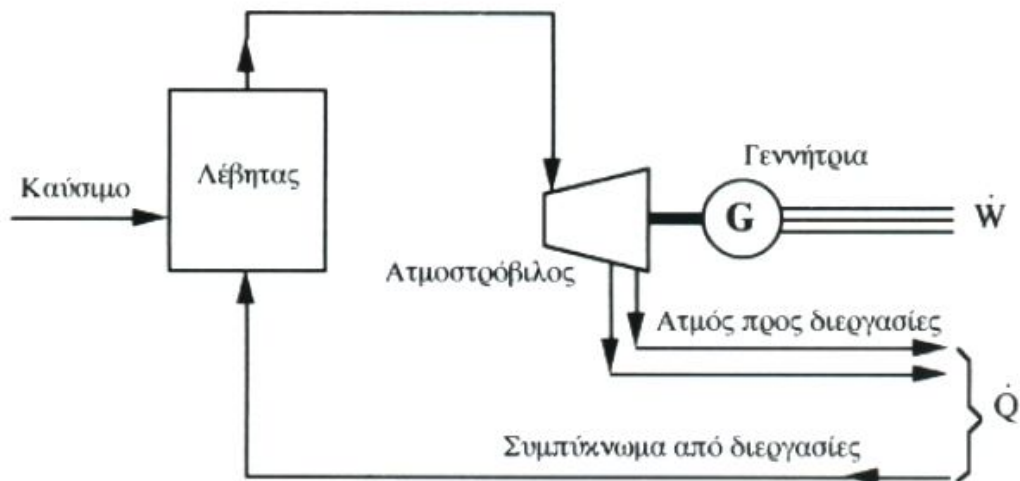 Γεννήτρια
Λέβητας
Καύσιμο
G
Ẇ
Ατμοστρόβιλος
Ατμός προς διεργασίες
Q̇
Συμπύκνωμα από διεργασίες